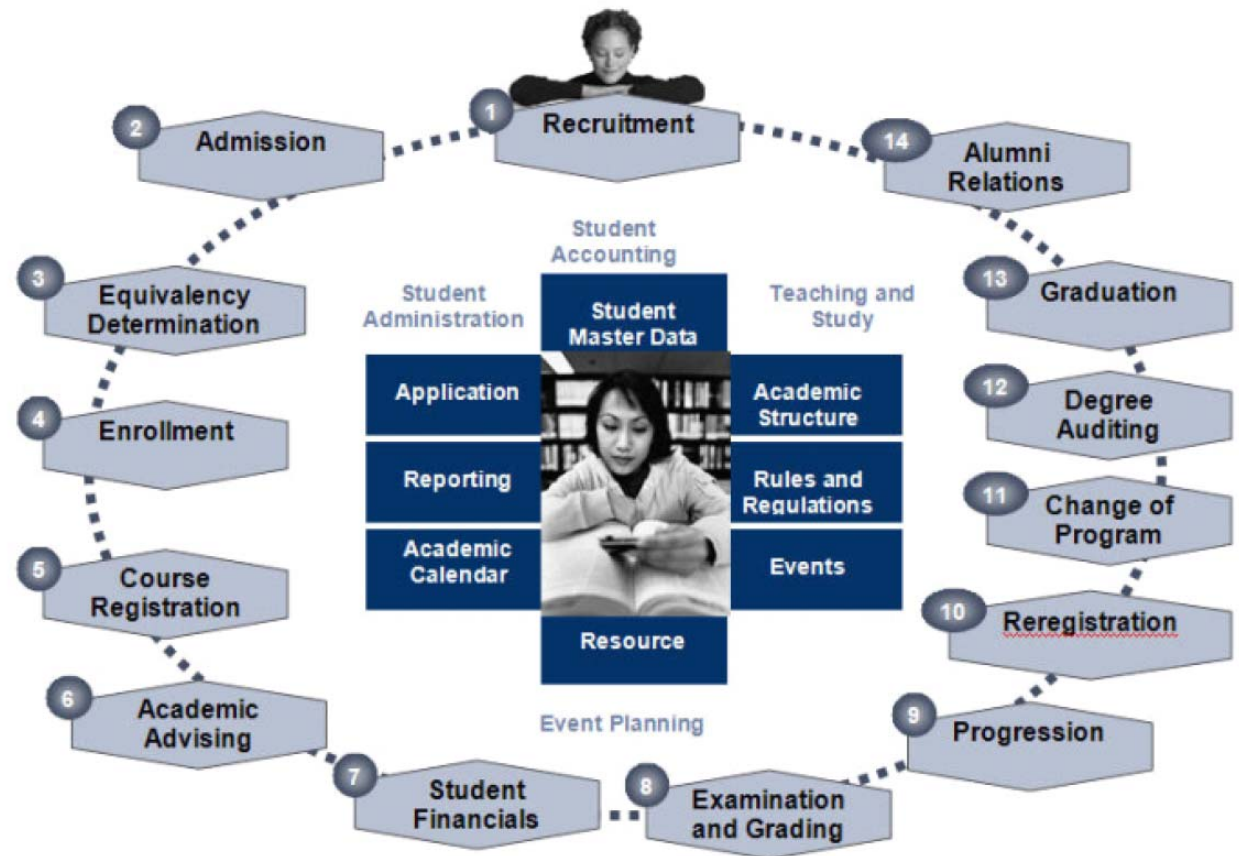 1
Recruitment
2
Admission
3
Equivalency
Determination
4
Enrollment
5
Course
Registration
6
Academic
Advising
7
Student
Financials
8
Examination
and Grading
9
Progression
10
Reregistration
11
Change of
Program
12
Degree
Auditing
13
Graduation
14
Alumni
Relations
Student
Accounting
Student
Master Data
Student
Administration
Application
Reporting
Academic
Calendar
Teaching and
Study
Academic
Structure
Rules and
Regulations
Events
Resource
Event Planning